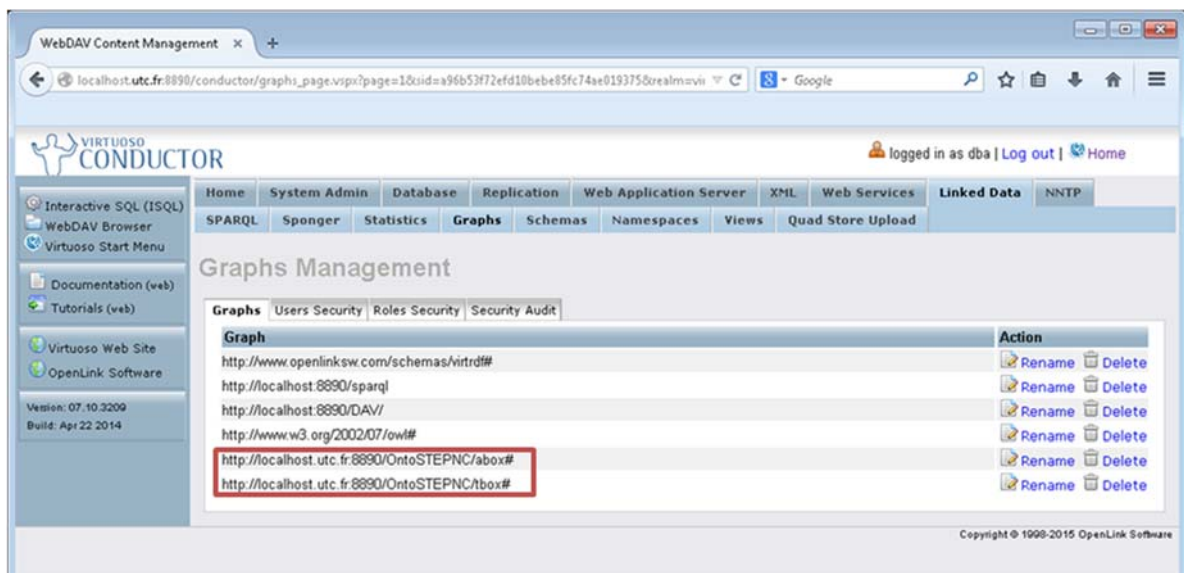 WebDAV Content Management × +
localhost.utc.fr:8890/conductor/graphs_page.vspx?page=1&sid=a96b53f72efd10bebe85fc74ae019375&realm=vir
Google
VIRTUOSO
CONDUCTOR
logged in as dba | Log out | Home
Interactive SQL (ISQL)
WebDAV Browser
Virtuoso Start Menu
Documentation (web)
Tutorials (web)
Virtuoso Web Site
OpenLink Software
Version: 07.10.3209
Build: Apr 22 2014
Home System Admin Database Replication Web Application Server XML Web Services Linked Data NNTP
SPARQL Sponger Statistics Graphs Schemas Namespaces Views Quad Store Upload
Graphs Management
Graphs Users Security Roles Security Security Audit
Graph Action
http://www.openlinksw.com/schemas/virtrdf# Rename Delete
http://localhost:8890/sparql Rename Delete
http://localhost:8890/DAV/ Rename Delete
http://www.w3.org/2002/07/owl# Rename Delete
http://localhost.utc.fr:8890/OntoSTEPNC/abox# Rename Delete
http://localhost.utc.fr:8890/OntoSTEPNC/tbox# Rename Delete
Copyright © 1998-2015 OpenLink Software